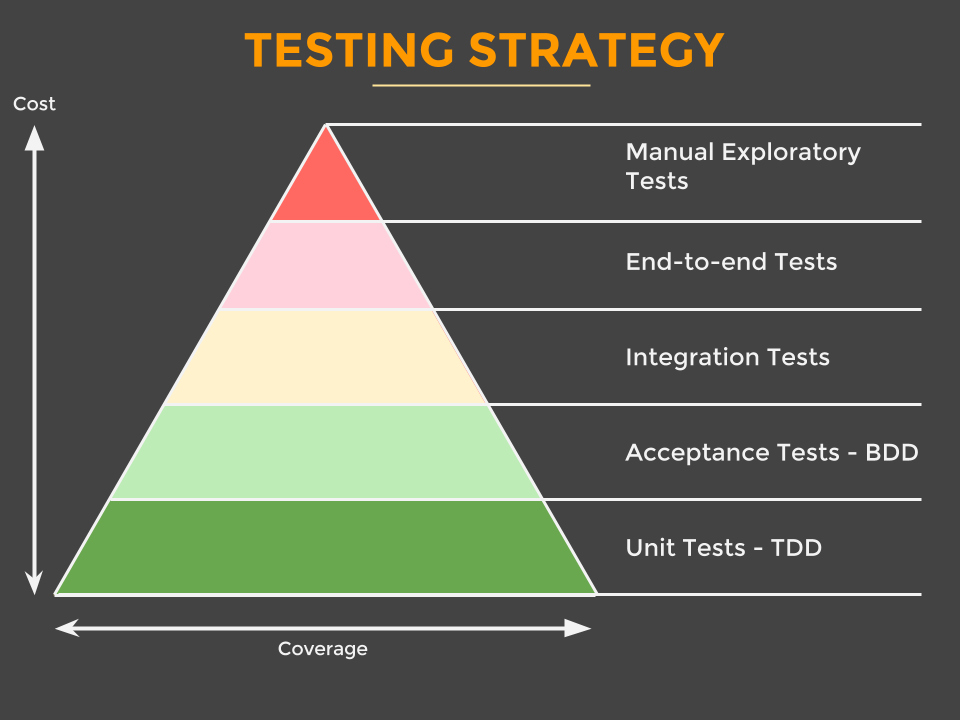 TESTING STRATEGY
Cost
Manual Exploratory
Tests
End-to-end Tests
Integration Tests
Acceptance Tests - BDD
Unit Tests - TDD
Coverage